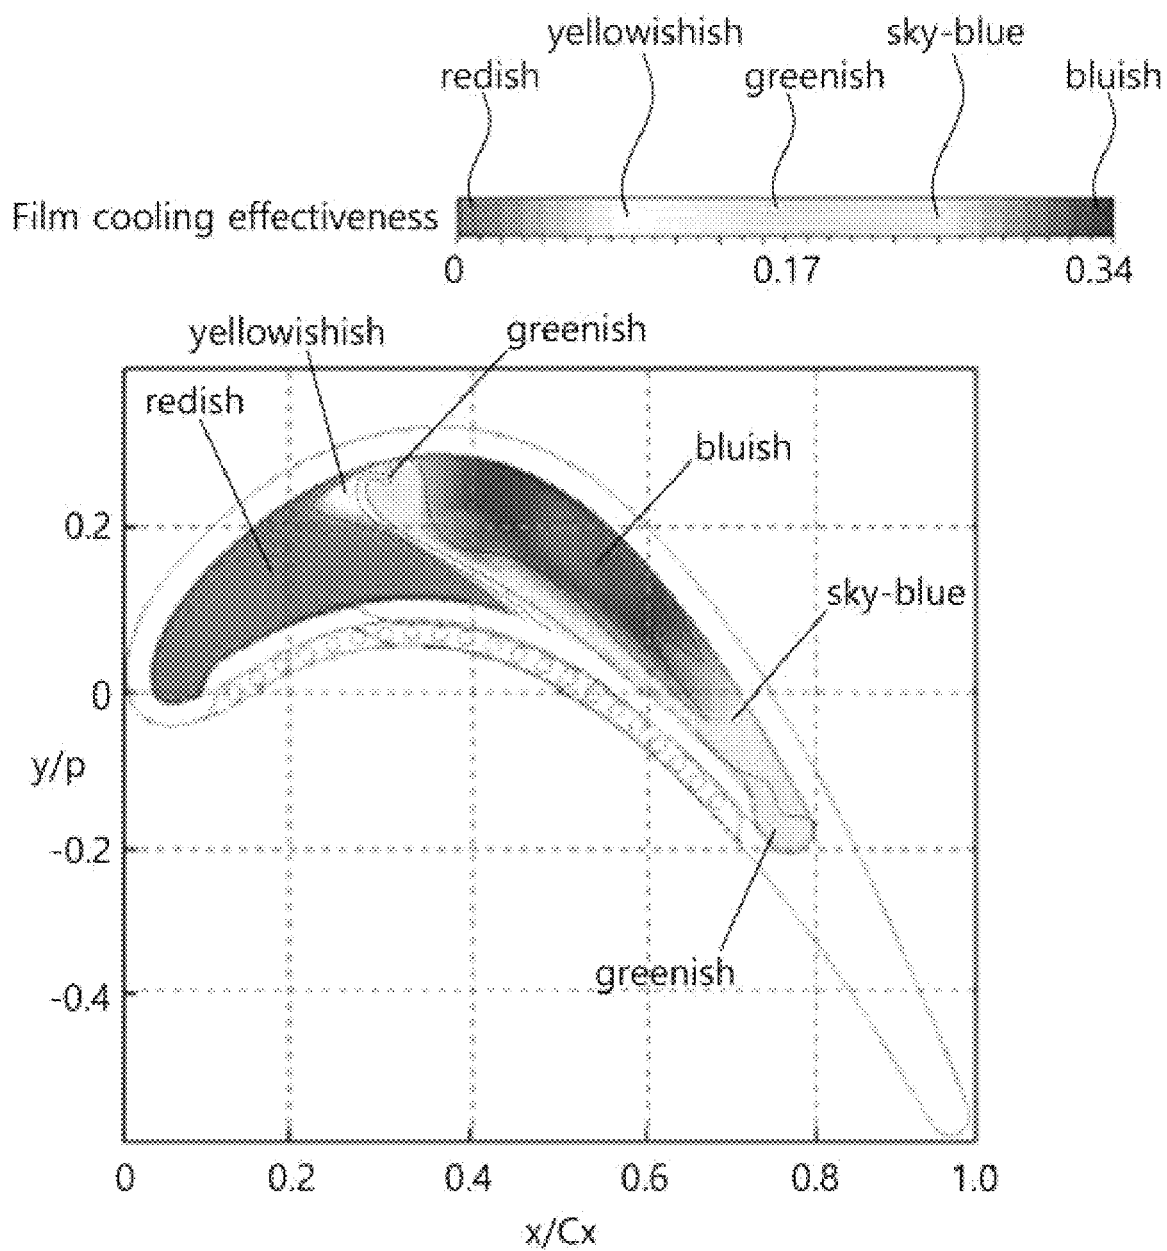 yellowishish sky-blue
redish greenish bluish
Film cooling effectiveness
0 0.17 0.34
yellowishish greenish
redish
bluish
0.2
sky-blue
0
y/p
-0.2
greenish
-0.4
0 0.2 0.4 0.6 0.8 1.0
x/Cx